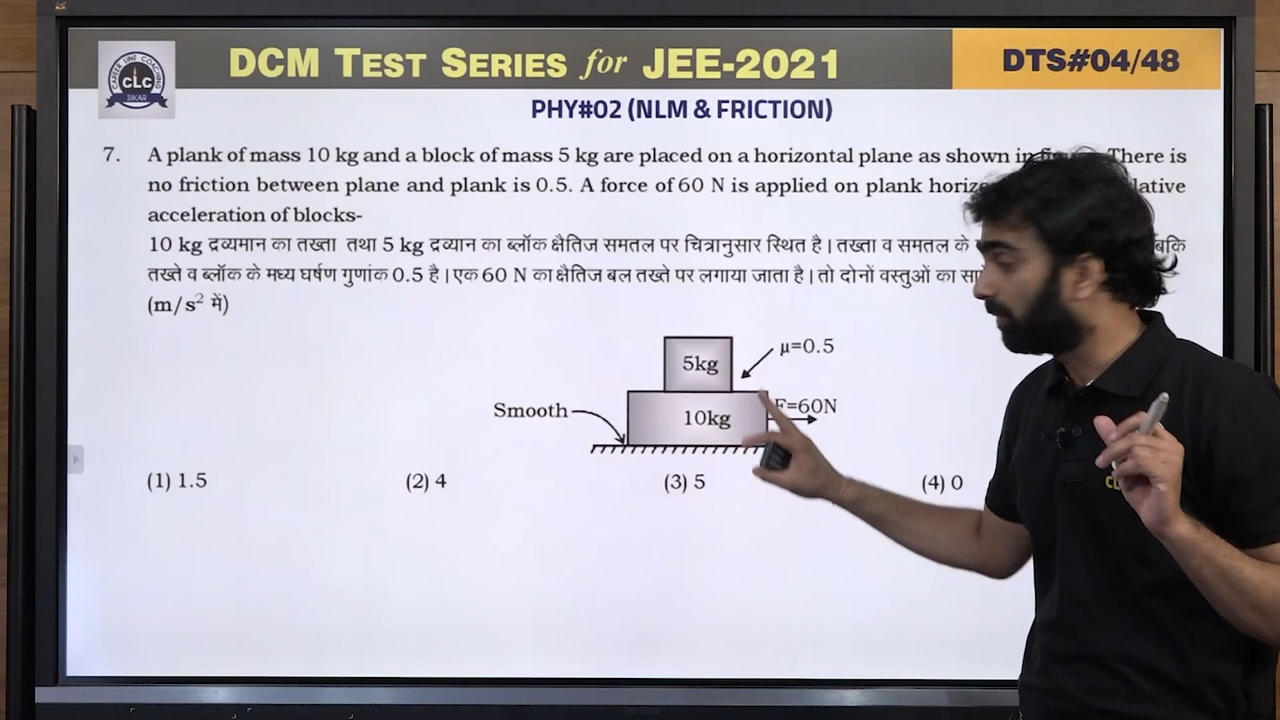 DCM TEST SERIES for JEE-2021
DTS#04/48
CAREER LINE COACHING
CLC
SIKAR
PHY#02 (NLM & FRICTION)
7. A plank of mass 10 kg and a block of mass 5 kg are placed on a horizontal plane as shown in There is
no friction between plane and plank is 0.5. A force of 60 N is applied on plank
acceleration of blocks-
10 kg द्रव्यमान का तख्ता तथा 5 kg द्रव्यान का ब्लॉक क्षैतिज समतल पर चित्रानुसार स्थित है। तख्ता व समतल के
तख्ते व ब्लॉक के मध्य घर्षण गुणांक 0.5 है। एक 60 N का क्षैतिज बल तख्ते पर लगाया जाता है। तो दोनों वस्तुओं का
(m/s² में)
5kg
μ=0.5
Smooth
10kg
F=60N
(1) 1.5 (2) 4 (3) 5 (4) 0